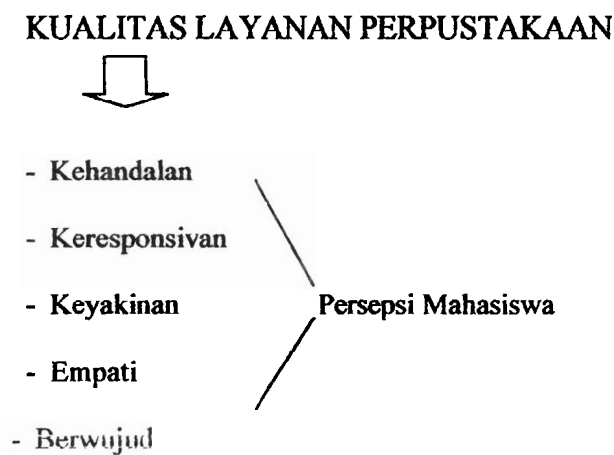 KUALITAS LAYANAN PERPUSTAKAAN
- Kehandalan
- Keresponsivan
- Keyakinan
Persepsi Mahasiswa
- Empati
- Berwujud